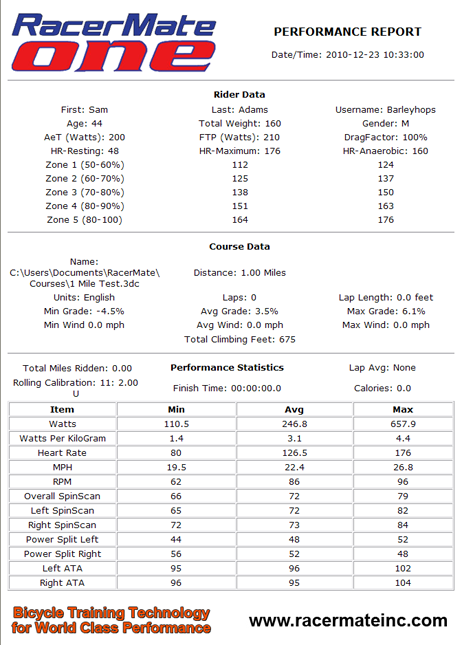 RacerMate
one
PERFORMANCE REPORT
Date/Time: 2010-12-23 10:33:00
Rider Data
First: Sam Last: Adams Username: Barleyhops
Age: 44 Total Weight: 160 Gender: M
AeT (Watts): 200 FTP (Watts): 210 DragFactor: 100%
HR-Resting: 48 HR-Maximum: 176 HR-Anaerobic: 160
Zone 1 (50-60%) 112 124
Zone 2 (60-70%) 125 137
Zone 3 (70-80%) 138 150
Zone 4 (80-90%) 151 163
Zone 5 (80-100) 164 176
Course Data
Name:
C:\Users\Documents\RacerMate\ Distance: 1.00 Miles
Courses\1 Mile Test.3dc
Units: English Laps: 0 Lap Length: 0.0 feet
Min Grade: -4.5% Avg Grade: 3.5% Max Grade: 6.1%
Min Wind 0.0 mph Avg Wind: 0.0 mph Max Wind: 0.0 mph
Total Climbing Feet: 675
Total Miles Ridden: 0.00 Performance Statistics Lap Avg: None
Rolling Calibration: 11: 2.00 Finish Time: 00:00:00.0 Calories: 0.0
U
Item Min Avg Max
Watts 110.5 246.8 657.9
Watts Per KiloGram 1.4 3.1 4.4
Heart Rate 80 126.5 176
MPH 19.5 22.4 26.8
RPM 62 86 96
Overall SpinScan 66 72 79
Left SpinScan 65 72 82
Right SpinScan 72 73 84
Power Split Left 44 48 52
Power Split Right 56 52 48
Left ATA 95 96 102
Right ATA 96 95 104
Bicycle Training Technology
for World Class Performance
www.racermateinc.com